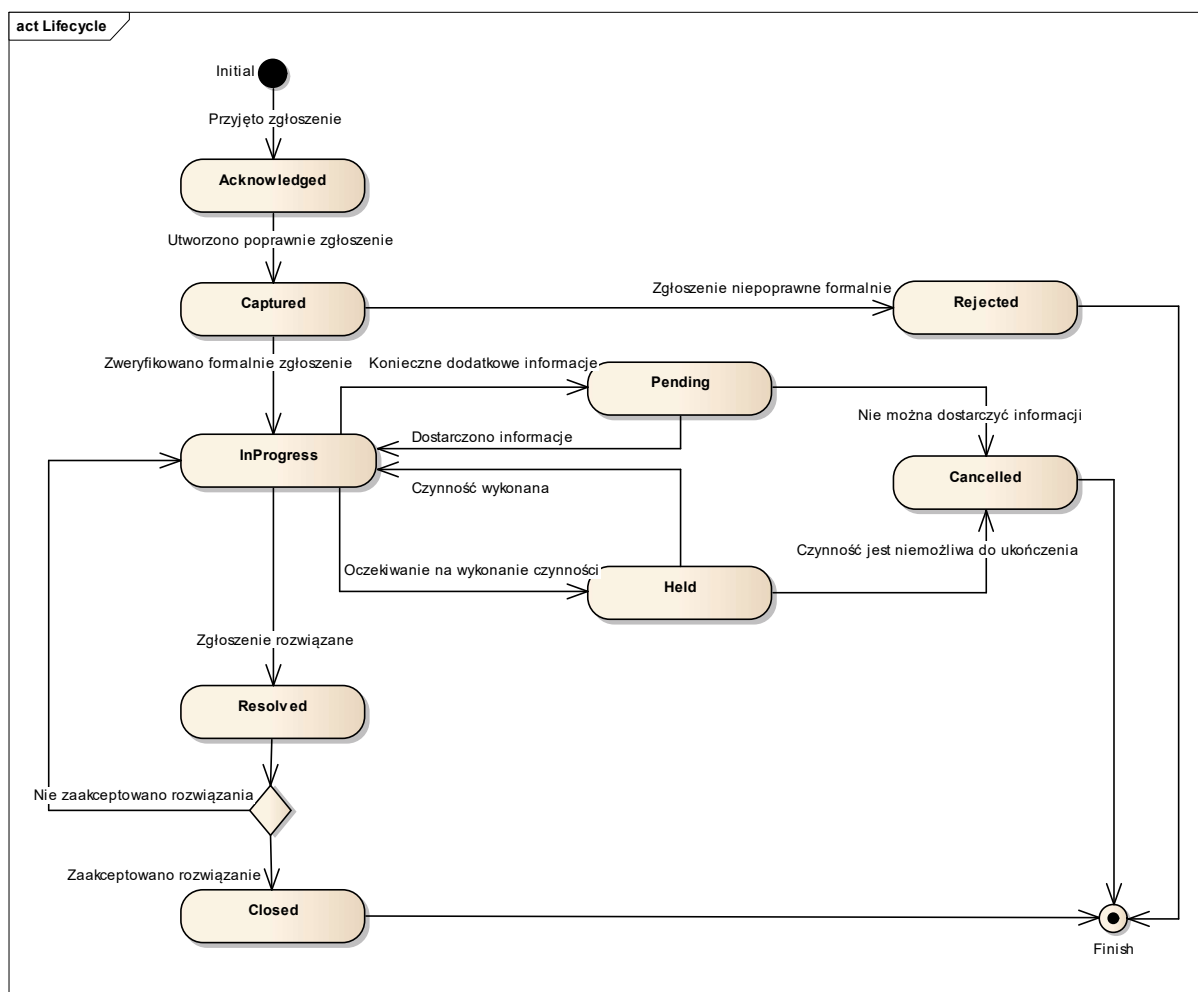 act Lifecycle
Initial
Przyjęto zgłoszenie
Acknowledged
Utworzono poprawnie zgłoszenie
Captured
Zgłoszenie niepoprawne formalnie
Rejected
Zweryfikowano formalnie zgłoszenie
Konieczne dodatkowe informacje
Pending
Nie można dostarczyć informacji
Dostarczono informacje
InProgress
Cancelled
Czynność wykonana
Czynność jest niemożliwa do ukończenia
Oczekiwanie na wykonanie czynności
Held
Zgłoszenie rozwiązane
Resolved
Nie zaakceptowano rozwiązania
Zaakceptowano rozwiązanie
Closed
Finish